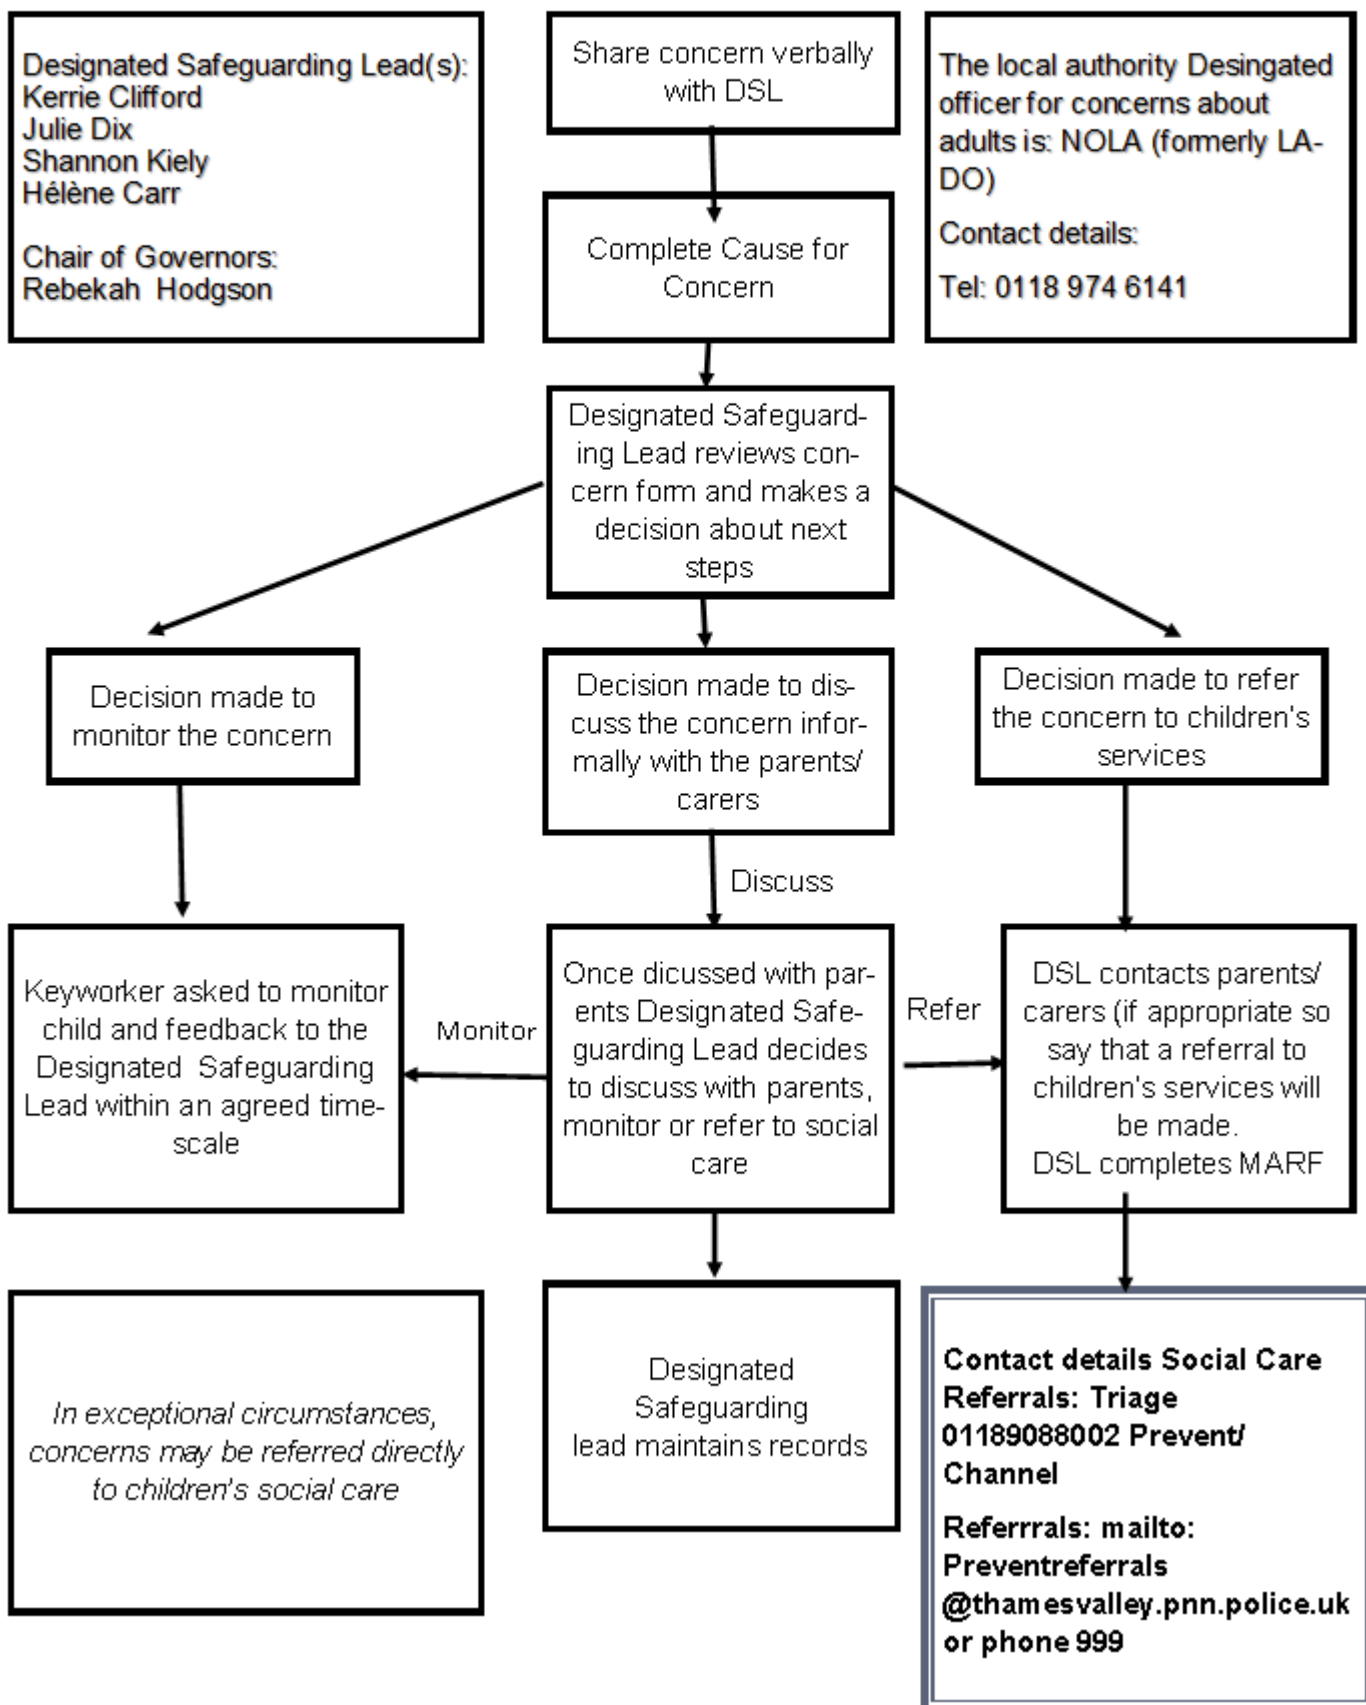 Designated Safeguarding Lead(s):
Kerrie Clifford
Julie Dix
Shannon Kiely
Hélène Carr
Chair of Governors:
Rebekah Hodgson
Share concern verbally
with DSL
The local authority Desingated
officer for concerns about
adults is: NOLA (formerly LA-
DO)
Contact details:
Tel: 0118 974 6141
Complete Cause for
Concern
Designated Safeguard-
ing Lead reviews con-
cern form and makes a
decision about next
steps
Decision made to
monitor the concern
Decision made to dis-
cuss the concern infor-
mally with the parents/
carers
Decision made to refer
the concern to children's
services
Discuss
Keyworker asked to monitor
child and feedback to the
Designated Safeguarding
Lead within an agreed time-
scale
Monitor
Once dicussed with par-
ents Designated Safe-
guarding Lead decides
to discuss with parents,
monitor or refer to social
care
Refer
DSL contacts parents/
carers (if appropriate so
say that a referral to
children's services will
be made.
DSL completes MARF
In exceptional circumstances,
concerns may be referred directly
to children's social care
Designated
Safeguarding
lead maintains records
Contact details Social Care
Referrals: Triage
01189088002 Prevent/
Channel
Referrrals: mailto:
Preventreferrals
@thamesvalley.pnn.police.uk
or phone 999